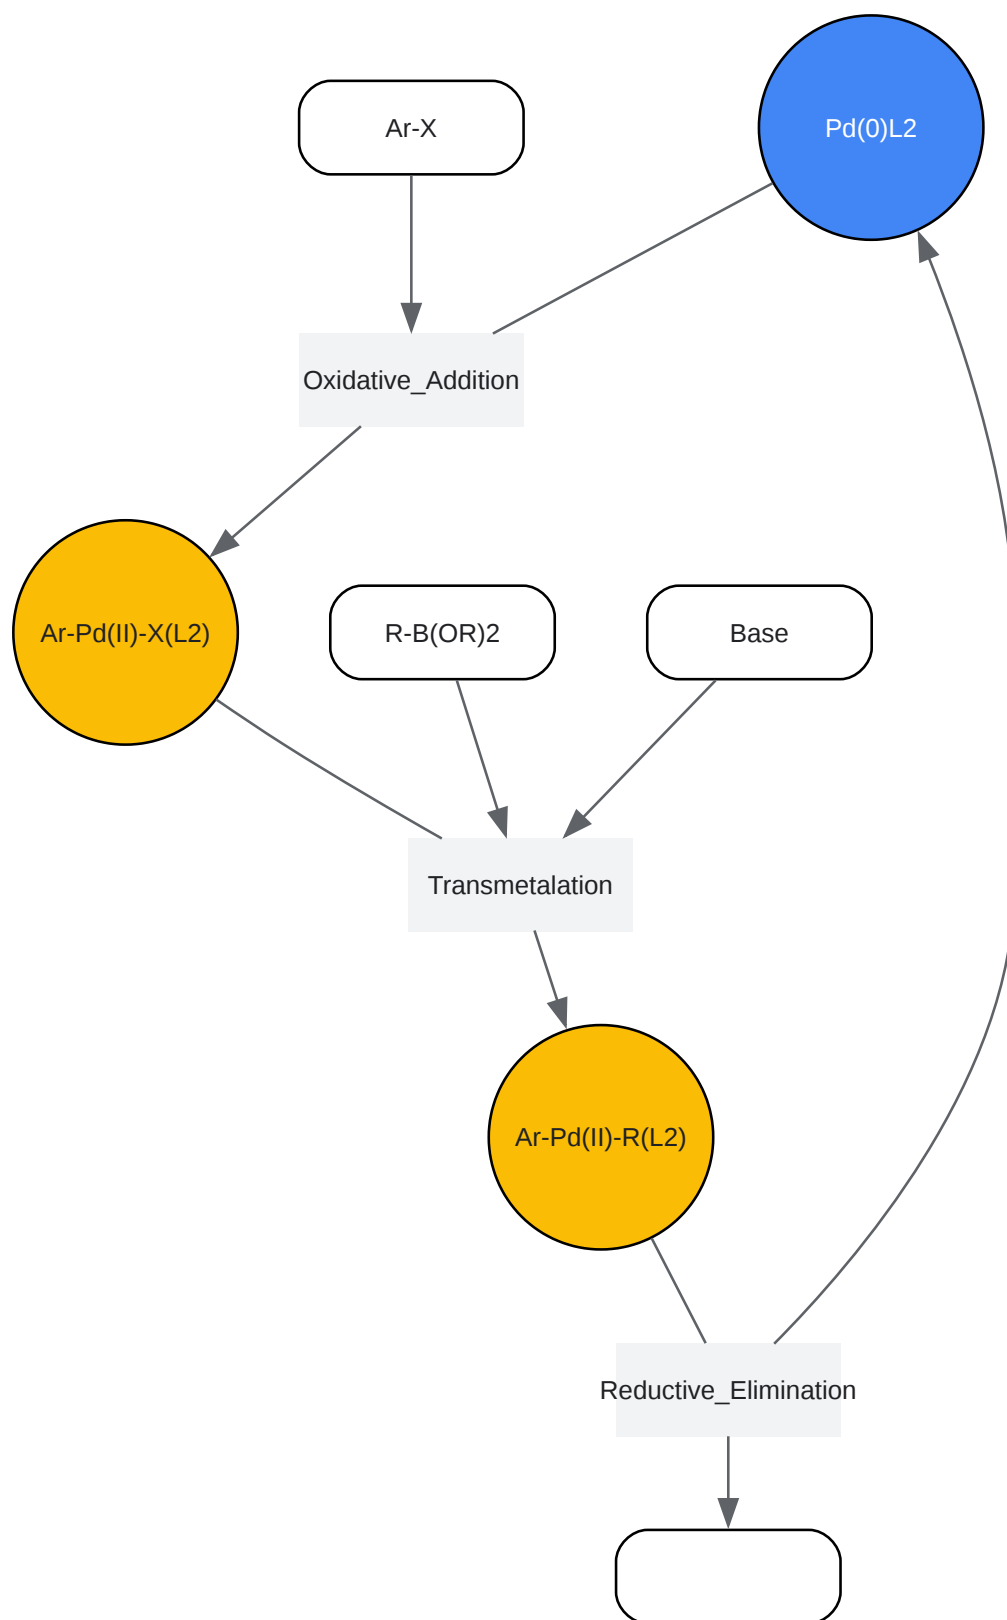 Ar-X
Pd(0)L2
Oxidative_Addition
Ar-Pd(II)-X(L2)
R-B(OR)2
Base
Transmetalation
Ar-Pd(II)-R(L2)
Reductive_Elimination